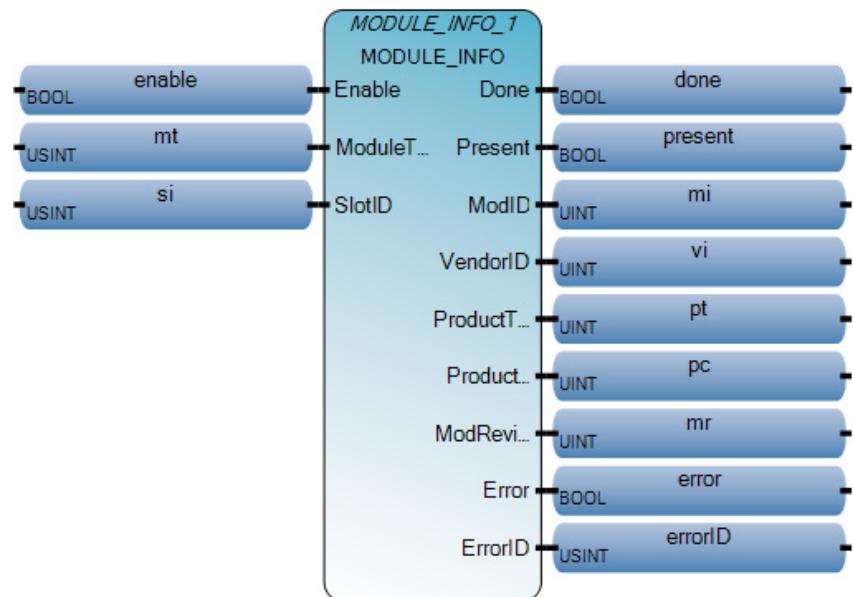 MODULE_INFO_1
MODULE_INFO
enable
BOOL
Enable
Done
done
BOOL
mt
USINT
ModuleT...
Present
present
BOOL
si
USINT
SlotID
ModID
mi
UINT
VendorID
vi
UINT
ProductT...
pt
UINT
Product...
pc
UINT
ModRevi...
mr
UINT
Error
error
BOOL
ErrorID
errorID
USINT